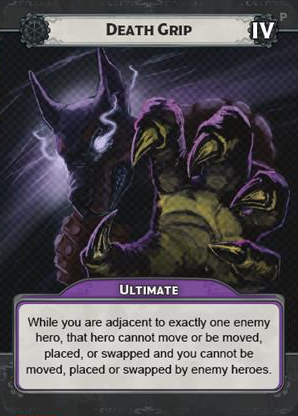 P
DEATH GRIP
IV
ULTIMATE
While you are adjacent to exactly one enemy
hero, that hero cannot move or be moved,
placed, or swapped and you cannot be
moved, placed or swapped by enemy heroes.